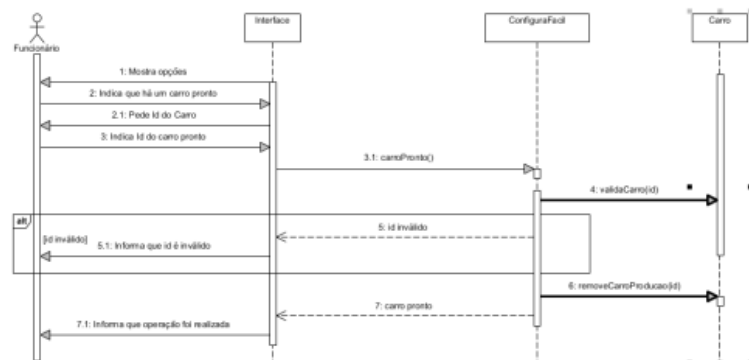 Interface
ConfiguraFacil
Carro
Funcionário
1: Mostra opções
2: Indica que há um carro pronto
2.1: Pede Id do Carro
3: Indica Id do carro pronto
3.1: carroPronto()
4: validaCarro(id)
alt
5: id inválido
[id inválido]
5.1: Informa que id é inválido
6: removeCarroProducao(id)
7: carro pronto
7.1: Informa que operação foi realizada